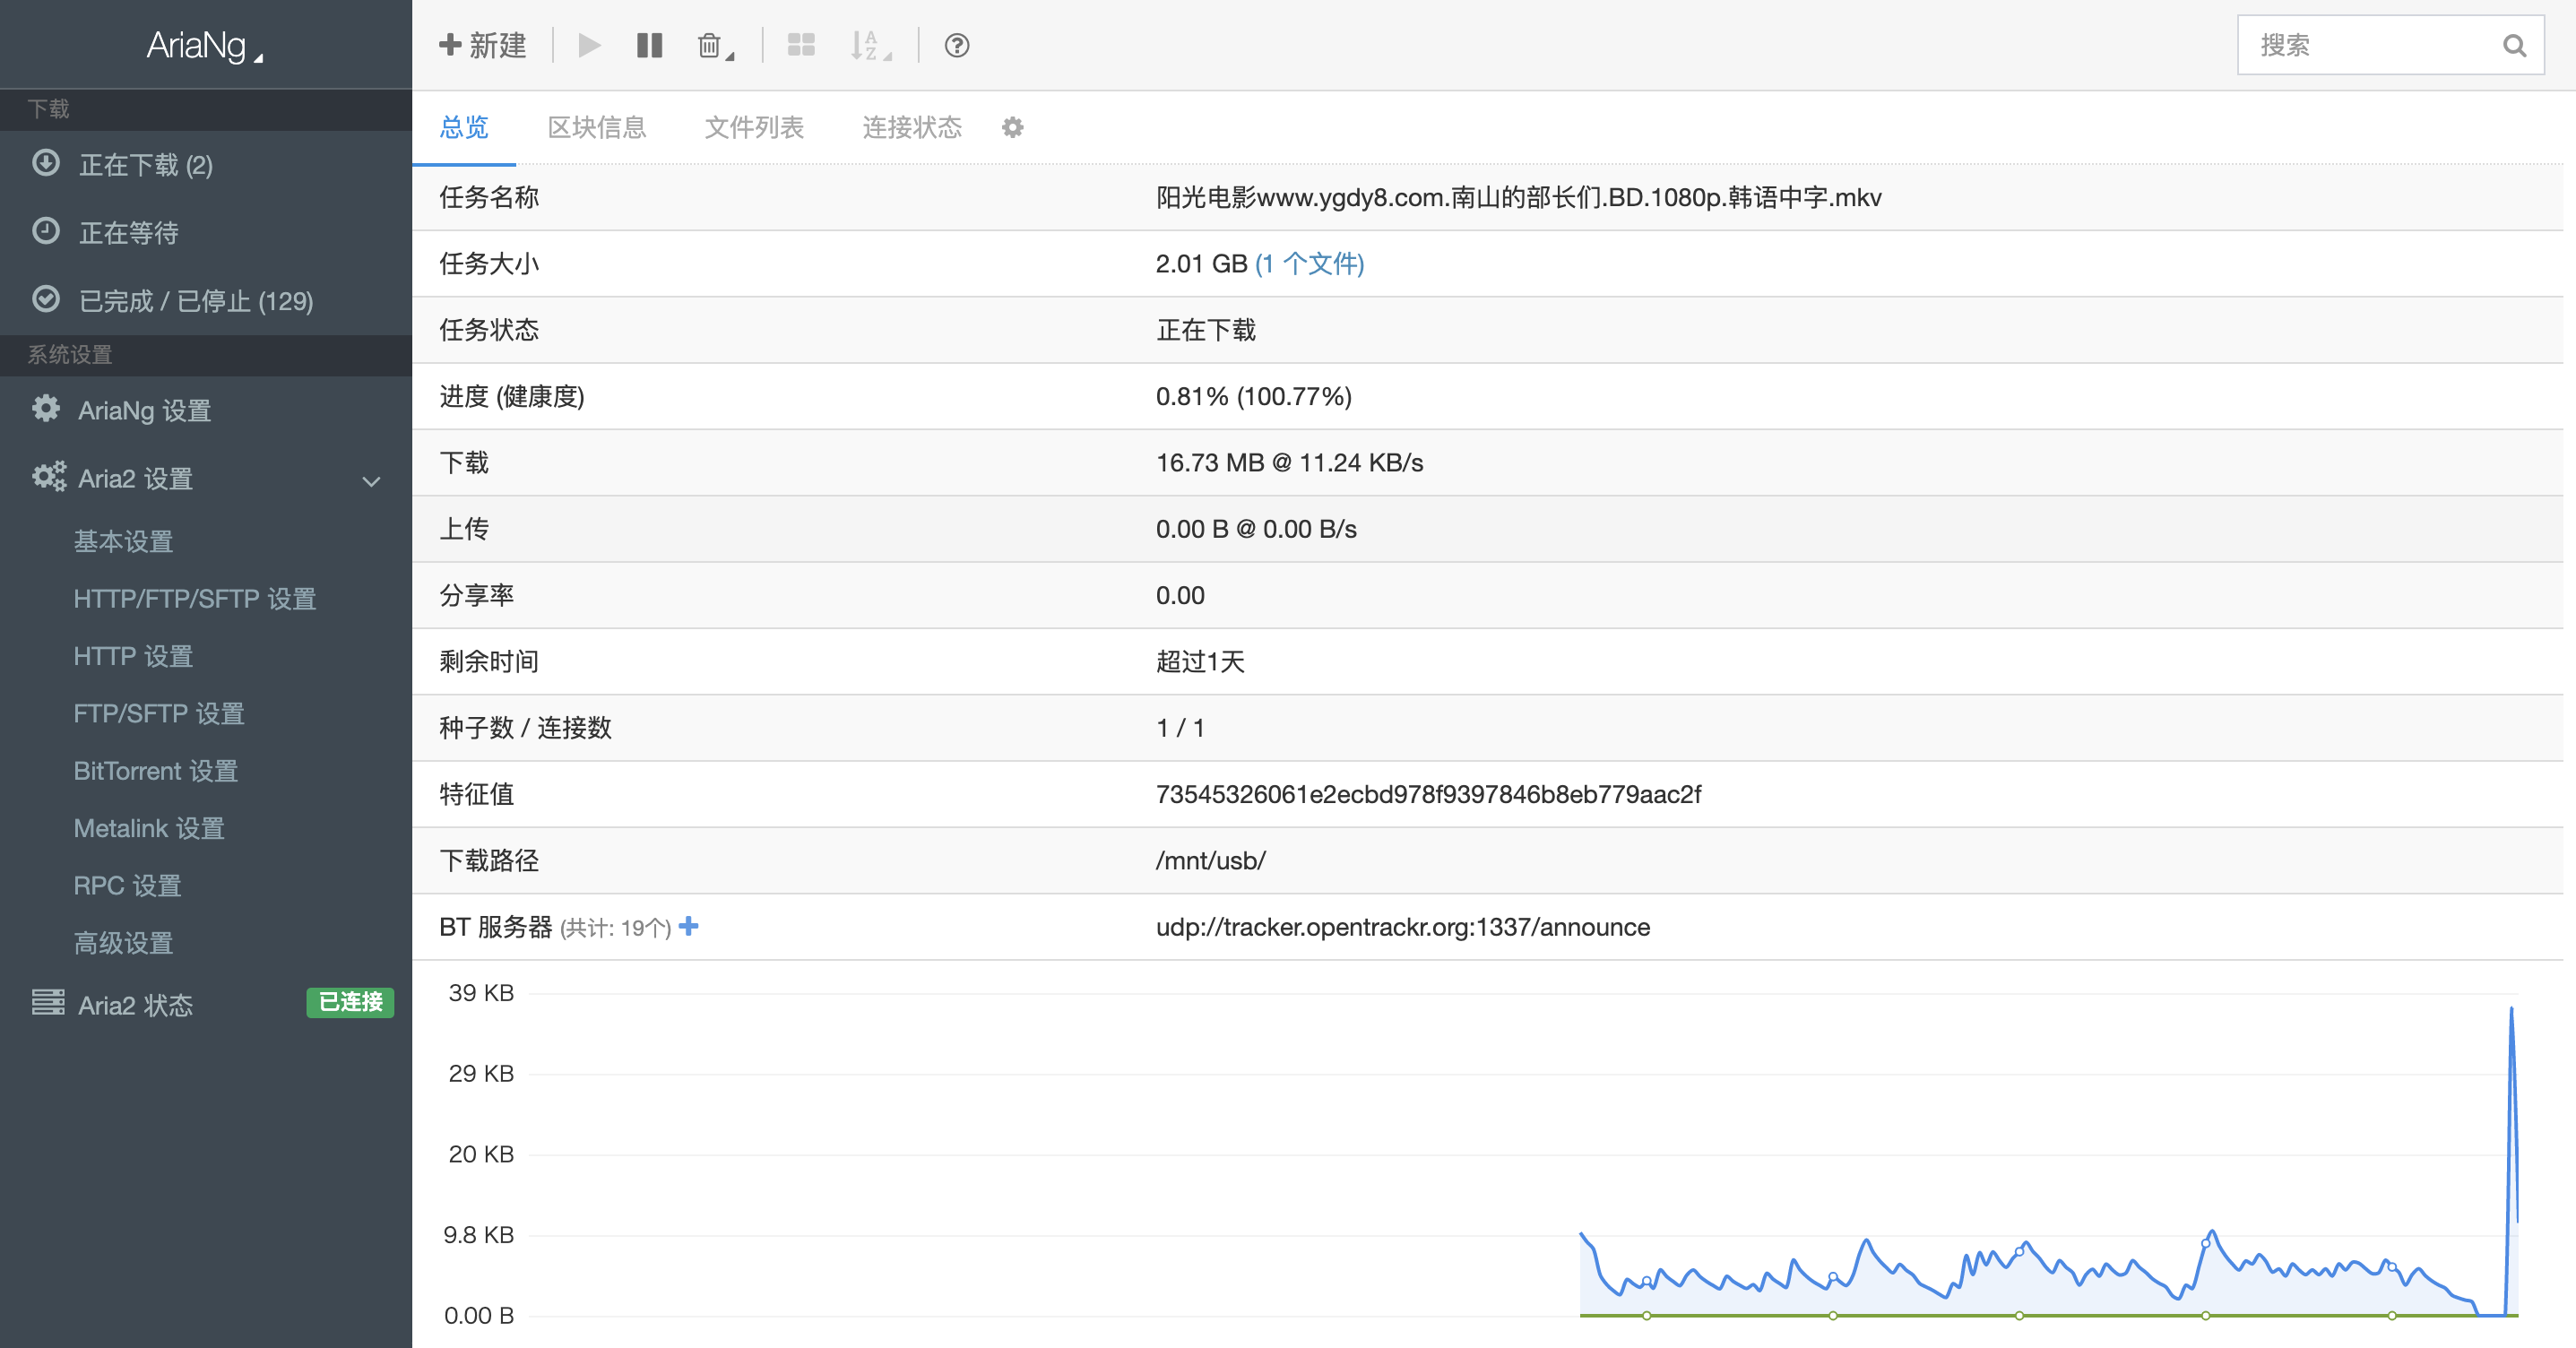 AriaNg
新建
搜索
下载
正在下载 (2)
正在等待
已完成 / 已停止 (129)
系统设置
AriaNg 设置
Aria2 设置
基本设置
HTTP/FTP/SFTP 设置
HTTP 设置
FTP/SFTP 设置
BitTorrent 设置
Metalink 设置
RPC 设置
高级设置
Aria2 状态 已连接
总览 区块信息 文件列表 连接状态
任务名称 阳光电影www.ygdy8.com.南山的部长们.BD.1080p.韩语中字.mkv
任务大小 2.01 GB (1 个文件)
任务状态 正在下载
进度 (健康度) 0.81% (100.77%)
下载 16.73 MB @ 11.24 KB/s
上传 0.00 B @ 0.00 B/s
分享率 0.00
剩余时间 超过1天
种子数 / 连接数 1 / 1
特征值 73545326061e2ecbd978f9397846b8eb779aac2f
下载路径 /mnt/usb/
BT 服务器 (共计: 19个) udp://tracker.opentrackr.org:1337/announce
39 KB
29 KB
20 KB
9.8 KB
0.00 B